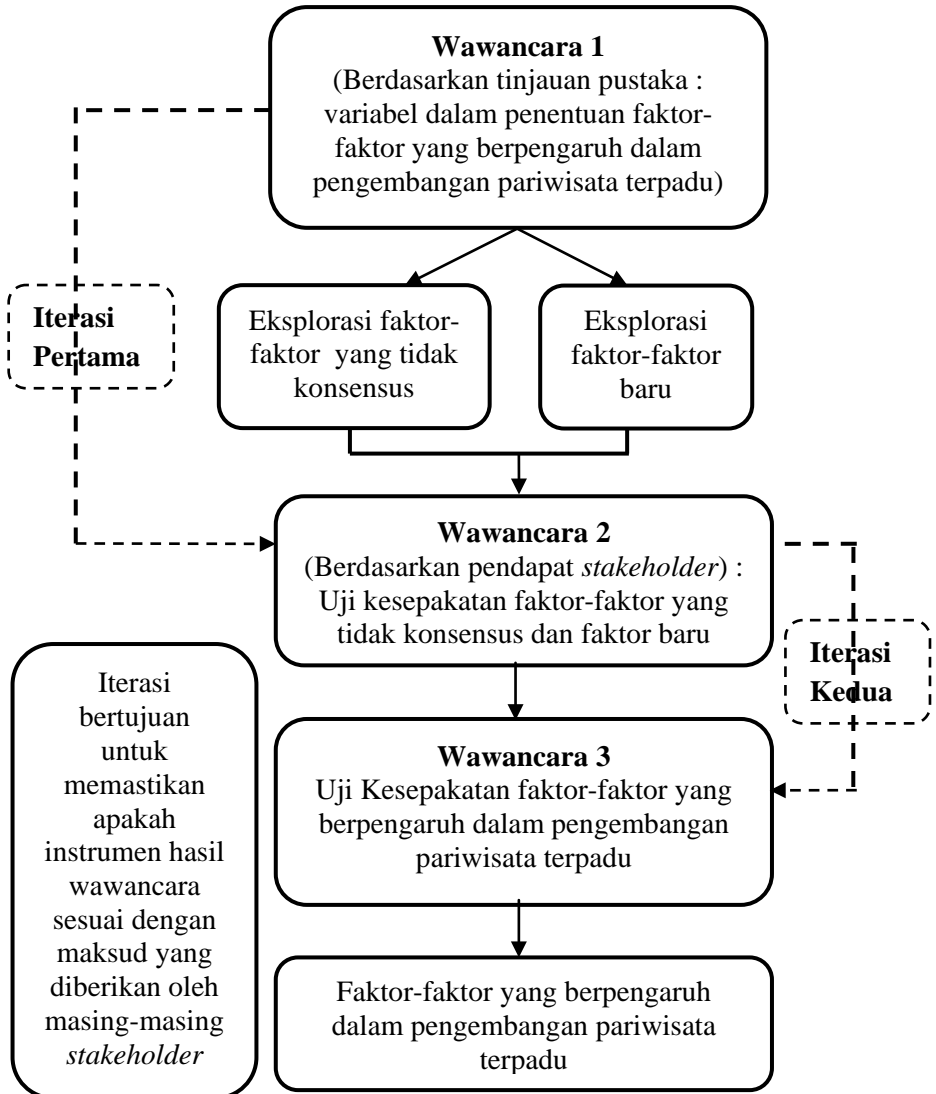 Wawancara 1
(Berdasarkan tinjauan pustaka :
variabel dalam penentuan faktor-
faktor yang berpengaruh dalam
pengembangan pariwisata terpadu)
Iterasi
Pertama
Eksplorasi faktor-
faktor yang tidak
konsensus
Eksplorasi
faktor-faktor
baru
Wawancara 2
(Berdasarkan pendapat stakeholder) :
Uji kesepakatan faktor-faktor yang
tidak konsensus dan faktor baru
Iterasi
Kedua
Iterasi
bertujuan
untuk
memastikan
apakah
instrumen hasil
wawancara
sesuai dengan
maksud yang
diberikan oleh
masing-masing
stakeholder
Wawancara 3
Uji Kesepakatan faktor-faktor yang
berpengaruh dalam pengembangan
pariwisata terpadu
Faktor-faktor yang berpengaruh
dalam pengembangan pariwisata
terpadu